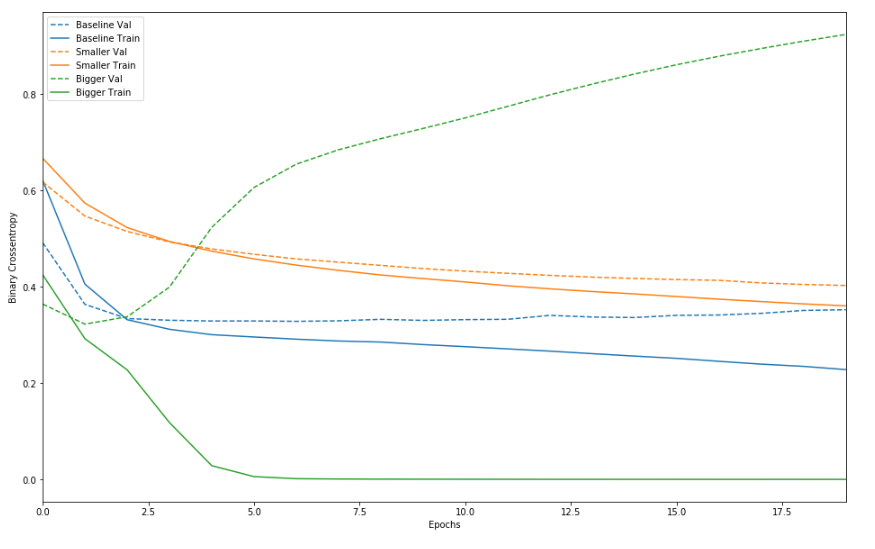 Baseline Val
Baseline Train
Smaller Val
Smaller Train
Bigger Val
Bigger Train
Binary Crossentropy
0.8
0.6
0.4
0.2
0.0
0.0 2.5 5.0 7.5 10.0 12.5 15.0 17.5
Epochs